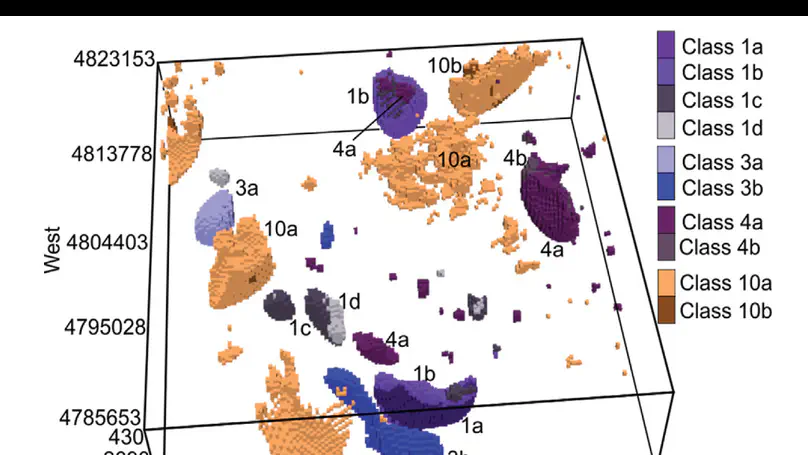 4823153
4813778
4804403
4795028
4785653
430
West
10b
1b
4a
10a
4b
3a
4a
10a
1d
1c
4a
1b
1a
Class 1a
Class 1b
Class 1c
Class 1d
Class 3a
Class 3b
Class 4a
Class 4b
Class 10a
Class 10b